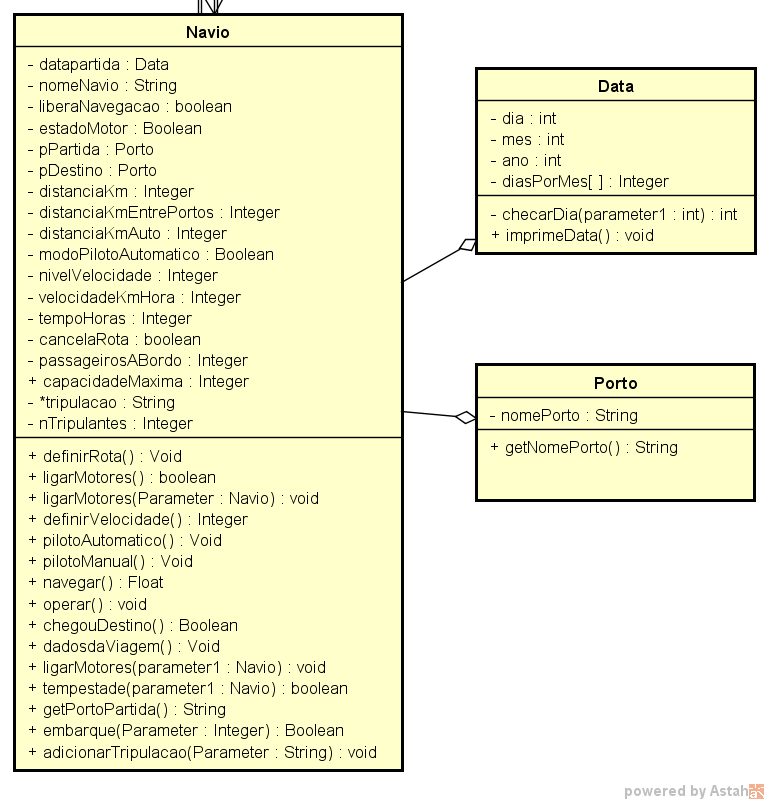 Navio
- datapartida : Data
- nomeNavio : String
- liberaNavegacao : boolean
- estadoMotor : Boolean
- pPartida : Porto
- pDestino : Porto
- distanciaKm : Integer
- distanciaKmEntrePortos : Integer
- distanciaKmAuto : Integer
- modoPilotoAutomatico : Boolean
- nivelVelocidade : Integer
- velocidadeKmHora : Integer
- tempoHoras : Integer
- cancelaRota : boolean
- passageirosABordo : Integer
+ capacidadeMaxima : Integer
- *tripulacao : String
- nTripulantes : Integer
+ definirRota() : Void
+ ligarMotores() : boolean
+ ligarMotores(Parameter : Navio) : void
+ definirVelocidade() : Integer
+ pilotoAutomatico() : Void
+ pilotoManual() : Void
+ navegar() : Float
+ operar() : void
+ chegouDestino() : Boolean
+ dadosdaViagem() : Void
+ ligarMotores(parameter1 : Navio) : void
+ tempestade(parameter1 : Navio) : boolean
+ getPortoPartida() : String
+ embarque(Parameter : Integer) : Boolean
+ adicionarTripulacao(Parameter : String) : void
Data
- dia : int
- mes : int
- ano : int
- diasPorMes[ ] : Integer
- checarDia(parameter1 : int) : int
+ imprimeData() : void
Porto
- nomePorto : String
+ getNomePorto() : String
powered by Astah